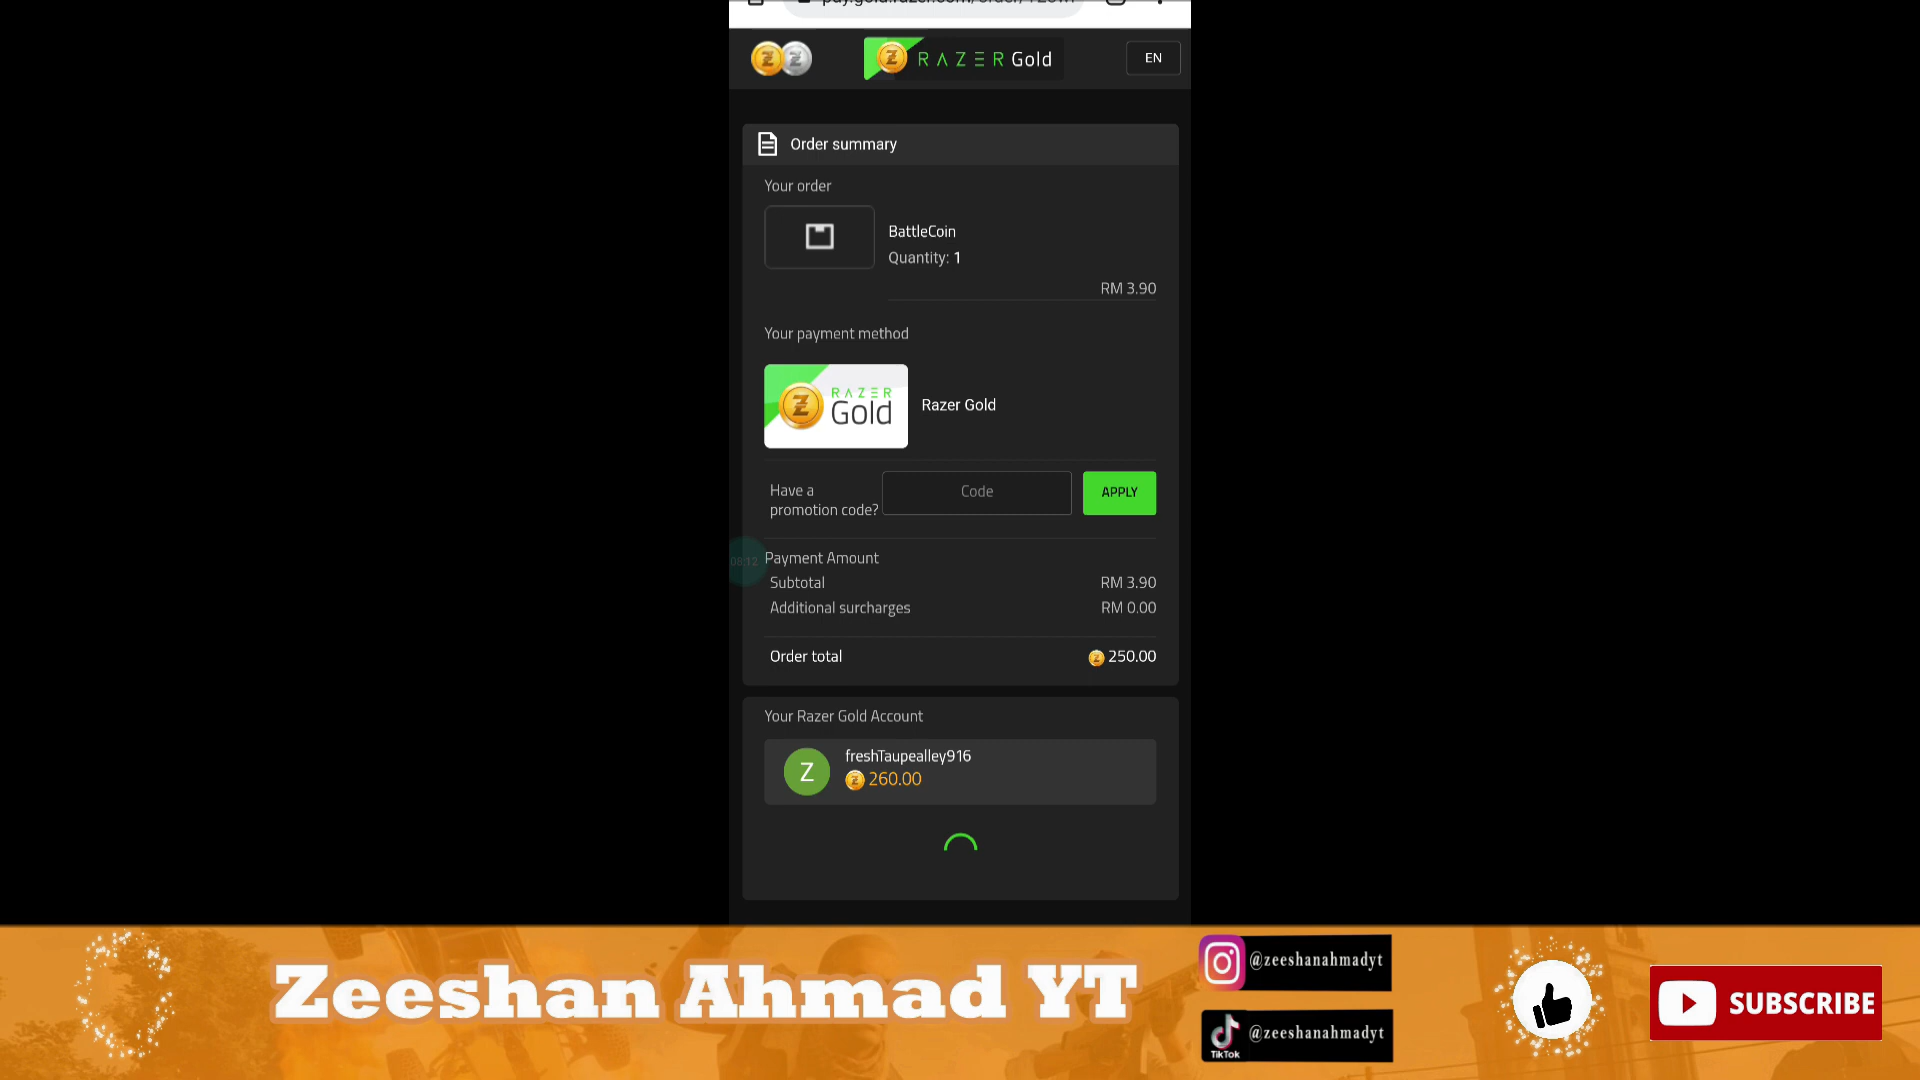 RAZER Gold
EN
Order summary
Your order
BattleCoin
Quantity: 1
RM 3.90
Your payment method
RAZER
Gold
Razer Gold
Have a
promotion code?
Code
APPLY
08:12
Payment Amount
Subtotal
RM 3.90
Additional surcharges
RM 0.00
Order total
250.00
Your Razer Gold Account
Z
freshTaupealley916
260.00
Zeeshan Ahmad YT
@zeeshanahmadyt
TikTok
@zeeshanahmadyt
SUBSCRIBE